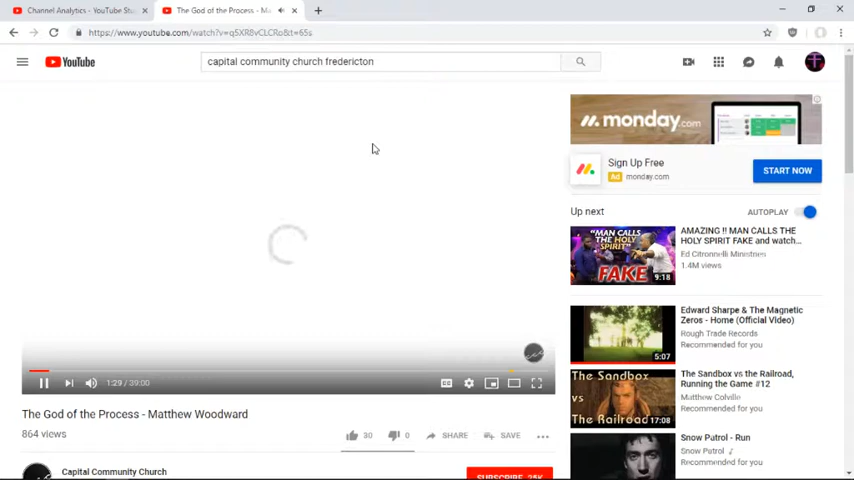 Channel Analytics - YouTube Stu
The God of the Process - Ma
https://www.youtube.com/watch?v=q5XR8vCLCRo&t=65s
YouTube
capital community church fredericton
monday.com
Sign Up Free
Ad monday.com
START NOW
Up next
AUTOPLAY
"MAN CALLS THE HOLY SPIRIT" FAKE
9:18
AMAZING !! MAN CALLS THE
HOLY SPIRIT FAKE and watch...
Ed Citronnelli Ministries
1.4M views
5:07
Edward Sharpe & The Magnetic
Zeros - Home (Official Video)
Rough Trade Records
Recommended for you
The Sandbox
vs
The Railroad
17:08
The Sandbox vs the Railroad,
Running the Game #12
Matthew Colville
Recommended for you
Snow Patrol - Run
Snow Patrol
Recommended for you
1:29 / 39:00
The God of the Process - Matthew Woodward
864 views
30
0
SHARE
SAVE
Capital Community Church
SUBSCRIBE